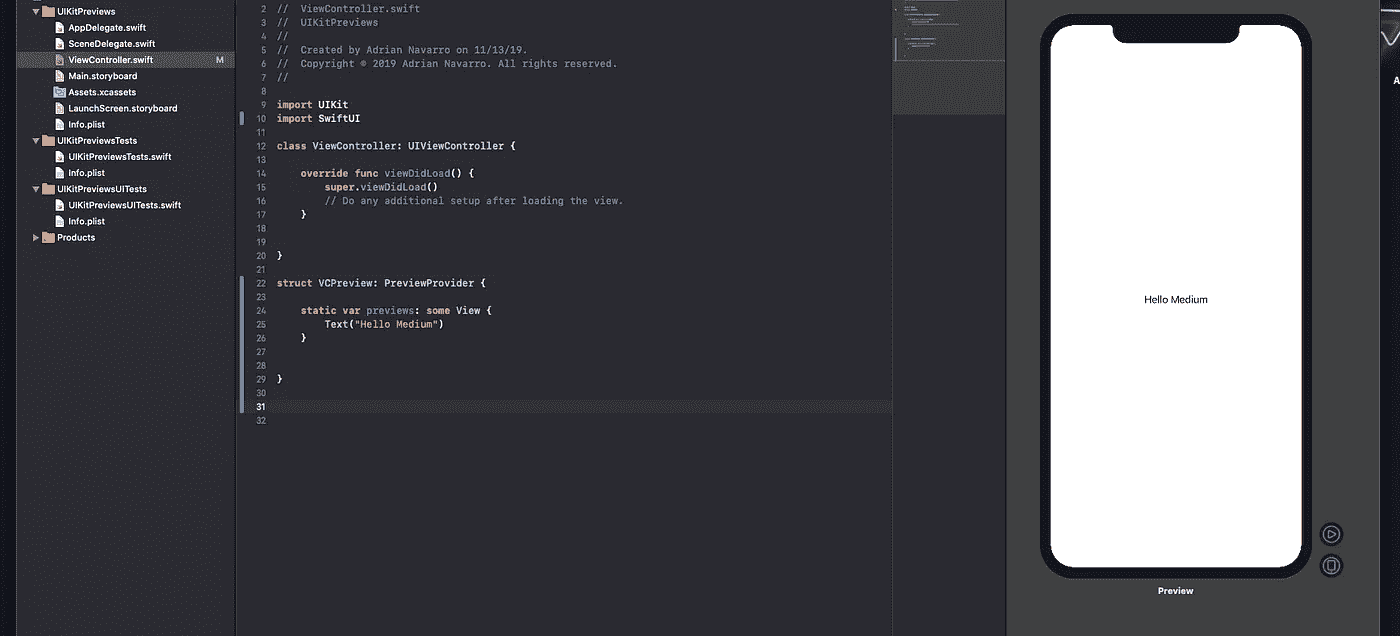 UIKitPreviews
AppDelegate.swift
SceneDelegate.swift
ViewController.swift M
Main.storyboard
Assets.xcassets
LaunchScreen.storyboard
Info.plist
UIKitPreviewsTests
UIKitPreviewsTests.swift
Info.plist
UIKitPreviewsUITests
UIKitPreviewsUITests.swift
Info.plist
Products
2 // ViewController.swift
3 // UIKitPreviews
4 //
5 // Created by Adrian Navarro on 11/13/19.
6 // Copyright © 2019 Adrian Navarro. All rights reserved.
7 //
8
9 import UIKit
10 import SwiftUI
11
12 class ViewController: UIViewController {
13
14 override func viewDidLoad() {
15 super.viewDidLoad()
16 // Do any additional setup after loading the view.
17 }
18
19
20 }
21
22 struct VCPreview: PreviewProvider {
23
24 static var previews: some View {
25 Text("Hello Medium")
26 }
27
28
29 }
30
31
32
Hello Medium
Preview
A